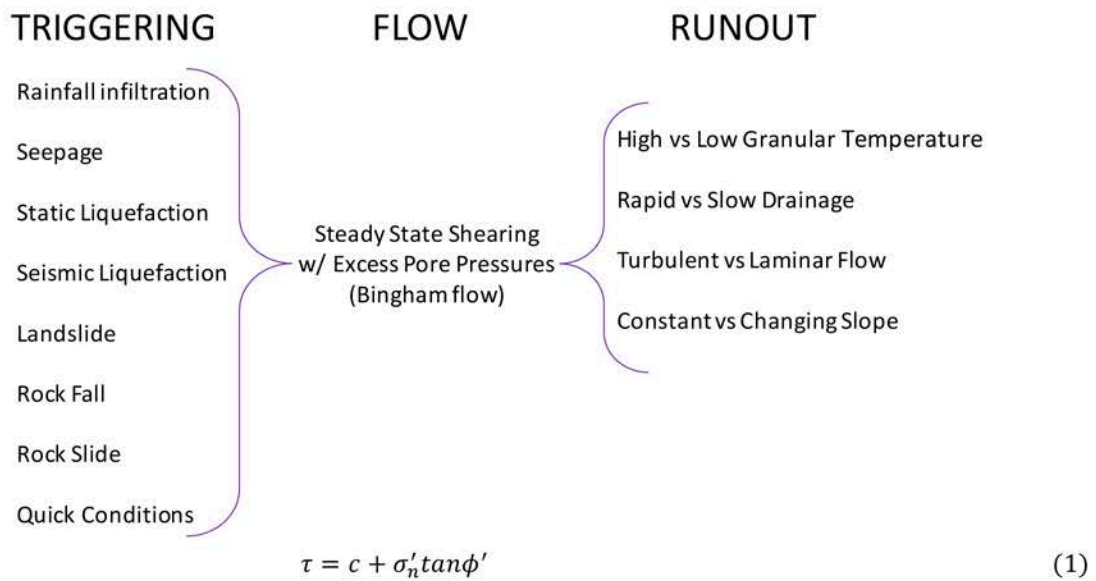 TRIGGERING FLOW RUNOUT
Rainfall infiltration
Seepage
Static Liquefaction
Seismic Liquefaction
Landslide
Rock Fall
Rock Slide
Quick Conditions
Steady State Shearing
w/ Excess Pore Pressures
(Bingham flow)
High vs Low Granular Temperature
Rapid vs Slow Drainage
Turbulent vs Laminar Flow
Constant vs Changing Slope
τ = c + σ′ₙtanϕ′ (1)